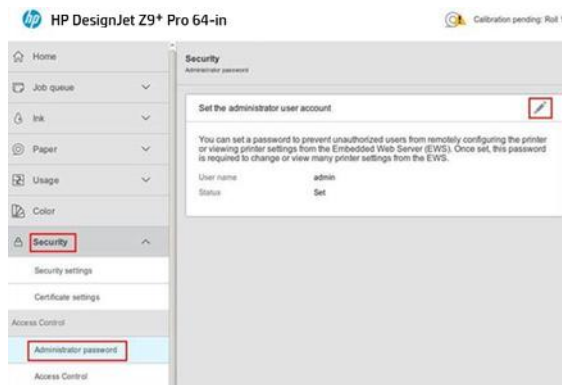 hp HP DesignJet Z9⁺ Pro 64-in
Calibration pending: Roll 1
Home
Job queue
Ink
Paper
Usage
Color
Security
Security settings
Certificate settings
Access Control
Administrator password
Access Control
Security
Administrator password
Set the administrator user account
You can set a password to prevent unauthorized users from remotely configuring the printer
or viewing printer settings from the Embedded Web Server (EWS). Once set, this password
is required to change or view many printer settings from the EWS.
User name admin
Status Set